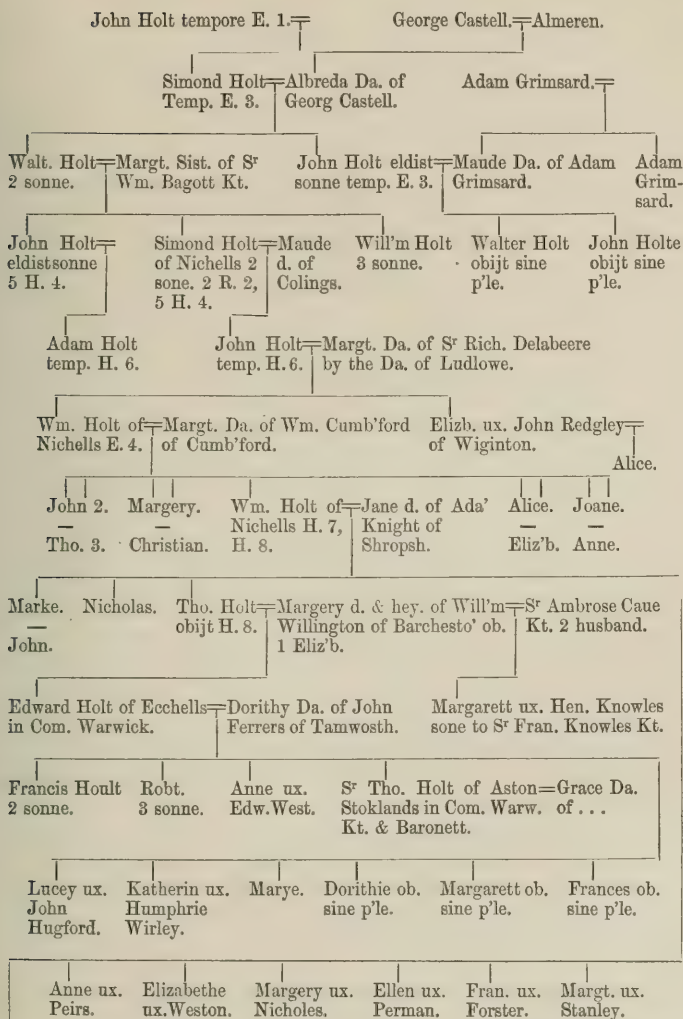 John Holt tempore E. 1. George Castell. Almeren.
Simond Holt Albreda Da. of Adam Grimsard.
Temp. E. 3. Georg Castell.
Walt. Holt Margt. Sist. of Sr John Holt eldist Maude Da. of Adam Adam
2 sonne. Wm. Bagott Kt. sonne temp. E. 3. Grimsard. Grim-
sard.
John Holt Simond Holt Maude Will'm Holt Walter Holt John Holte
eldist sonne of Nichells 2 d. of 3 sonne. obijt sine obijt sine
5 H. 4. sone. 2 R. 2, Colings. p'le. p'le.
5 H. 4.
Adam Holt John Holt Margt. Da. of Sr Rich. Delabeere
temp. H. 6. temp. H. 6. by the Da. of Ludlowe.
Wm. Holt of Margt. Da. of Wm. Cumb'ford Elizb. ux. John Redgley
Nichells E. 4. of Cumb'ford. of Wiginton.
Alice.
John 2. Margery. Wm. Holt of Jane d. of Ada' Alice. Joane.
— — Nichells H. 7, Knight of — —
Tho. 3. Christian. H. 8. Shropsh. Eliz'b. Anne.
Marke. Nicholas. Tho. Holt Margery d. & hey. of Will'm Sr Ambrose Caue
— obijt H. 8. Willington of Barchesto' ob. Kt. 2 husband.
John. 1 Eliz'b.
Edward Holt of Ecchells Dorithy Da. of John Margarett ux. Hen. Knowles
in Com. Warwick. Ferrers of Tamwosth. sone to Sr Fran. Knowles Kt.
Francis Hoult Robt. Anne ux. Sr Tho. Holt of Aston=Grace Da.
2 sonne. 3 sonne. Edw. West. Stoklands in Com. Warw. of . . .
Kt. & Baronett.
Lucey ux. Katherin ux. Marye. Dorithie ob. Margarett ob. Frances ob.
John Humphrie sine p'le. sine p'le. sine p'le.
Hugford. Wirley.
Anne ux. Elizabethe Margery ux. Ellen ux. Fran. ux. Margt. ux.
Peirs. ux. Weston. Nicholes. Perman. Forster. Stanley.